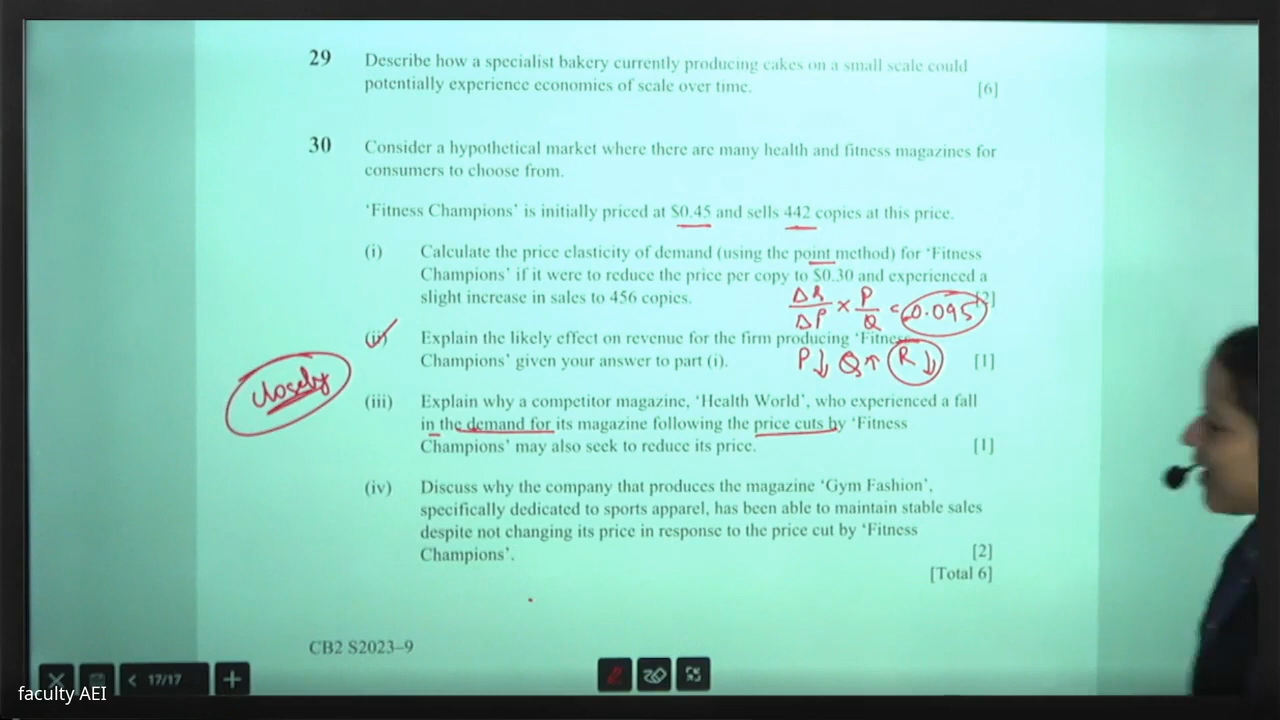 29 Describe how a specialist bakery currently producing cakes on a small scale could
potentially experience economies of scale over time. [6]
30 Consider a hypothetical market where there are many health and fitness magazines for
consumers to choose from.
'Fitness Champions' is initially priced at $0.45 and sells 442 copies at this price.
(i) Calculate the price elasticity of demand (using the point method) for 'Fitness
Champions' if it were to reduce the price per copy to $0.30 and experienced a
slight increase in sales to 456 copies. [2]
ΔQ/ΔP × P/Q = 0.095
(ii) Explain the likely effect on revenue for the firm producing 'Fitness
Champions' given your answer to part (i). [1]
P↓ Q↑ R↓
closely
(iii) Explain why a competitor magazine, 'Health World', who experienced a fall
in the demand for its magazine following the price cuts by 'Fitness
Champions' may also seek to reduce its price. [1]
(iv) Discuss why the company that produces the magazine 'Gym Fashion',
specifically dedicated to sports apparel, has been able to maintain stable sales
despite not changing its price in response to the price cut by 'Fitness
Champions'. [2]
[Total 6]
CB2 S2023–9
17/17
faculty AEI